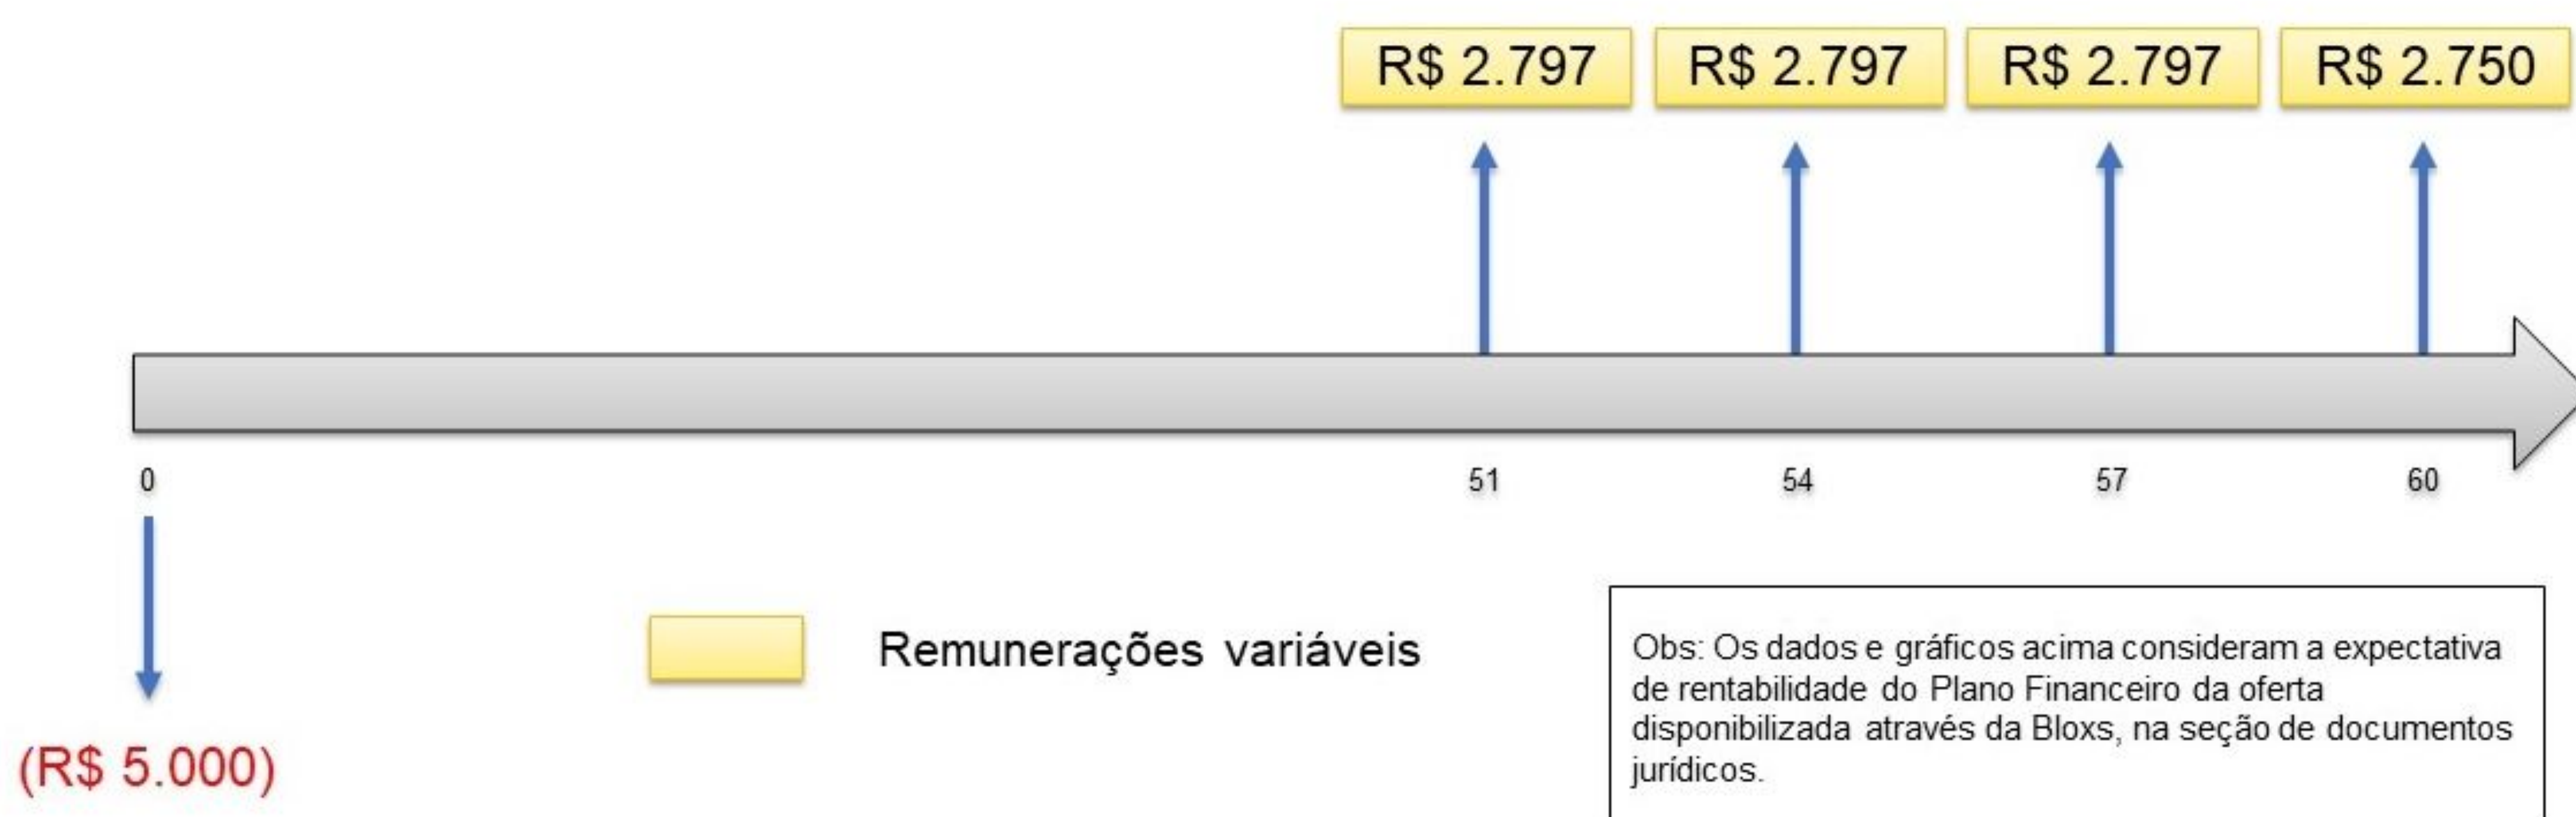 R$ 2.797 R$ 2.797 R$ 2.797 R$ 2.750
0 51 54 57 60
(R$ 5.000)
Remunerações variáveis
Obs: Os dados e gráficos acima consideram a expectativa
de rentabilidade do Plano Financeiro da oferta
disponibilizada através da Bloxs, na seção de documentos
jurídicos.